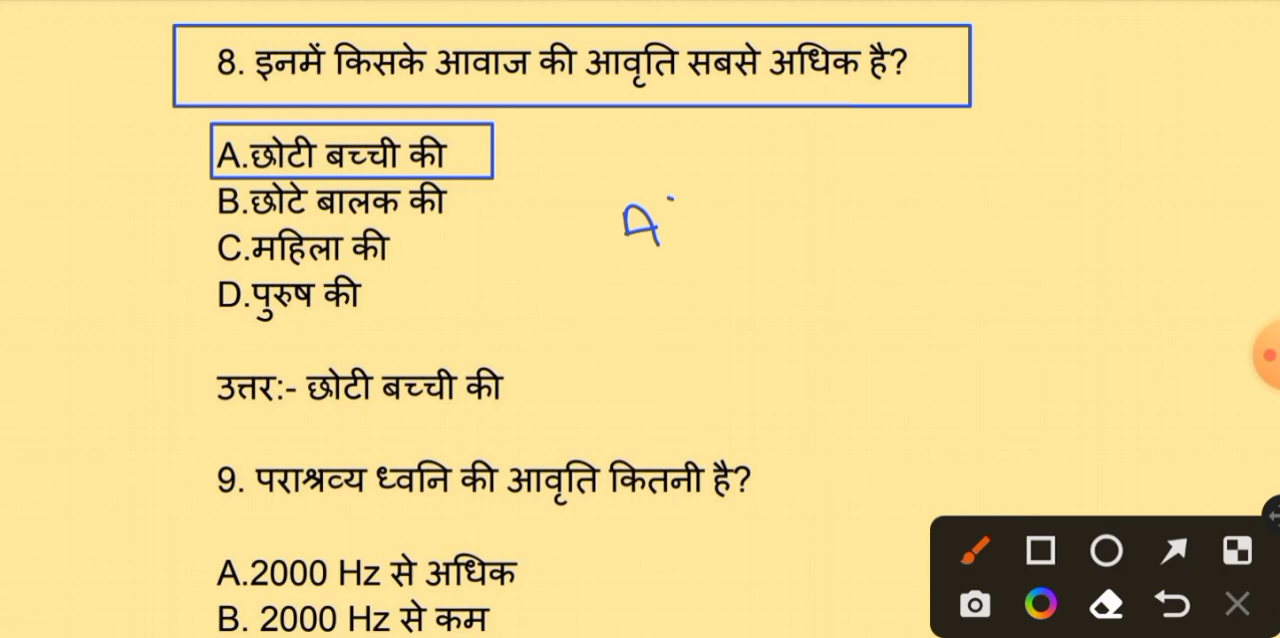 8. इनमें किसके आवाज की आवृति सबसे अधिक है?
A.छोटी बच्ची की
B.छोटे बालक की
C.महिला की
D.पुरुष की
उत्तर:- छोटी बच्ची की
9. पराश्रव्य ध्वनि की आवृति कितनी है?
A.2000 Hz से अधिक
B. 2000 Hz से कम